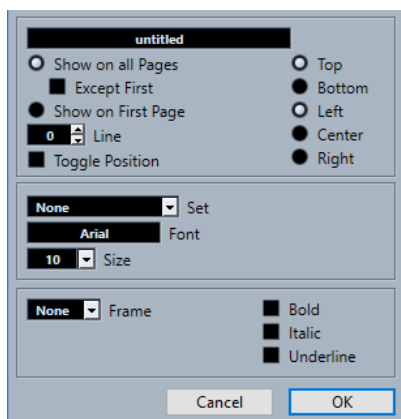 untitled
Show on all Pages
Top
Except First
Bottom
Show on First Page
Left
0 Line
Center
Toggle Position
Right
None Set
Arial Font
10 Size
None Frame
Bold
Italic
Underline
Cancel OK